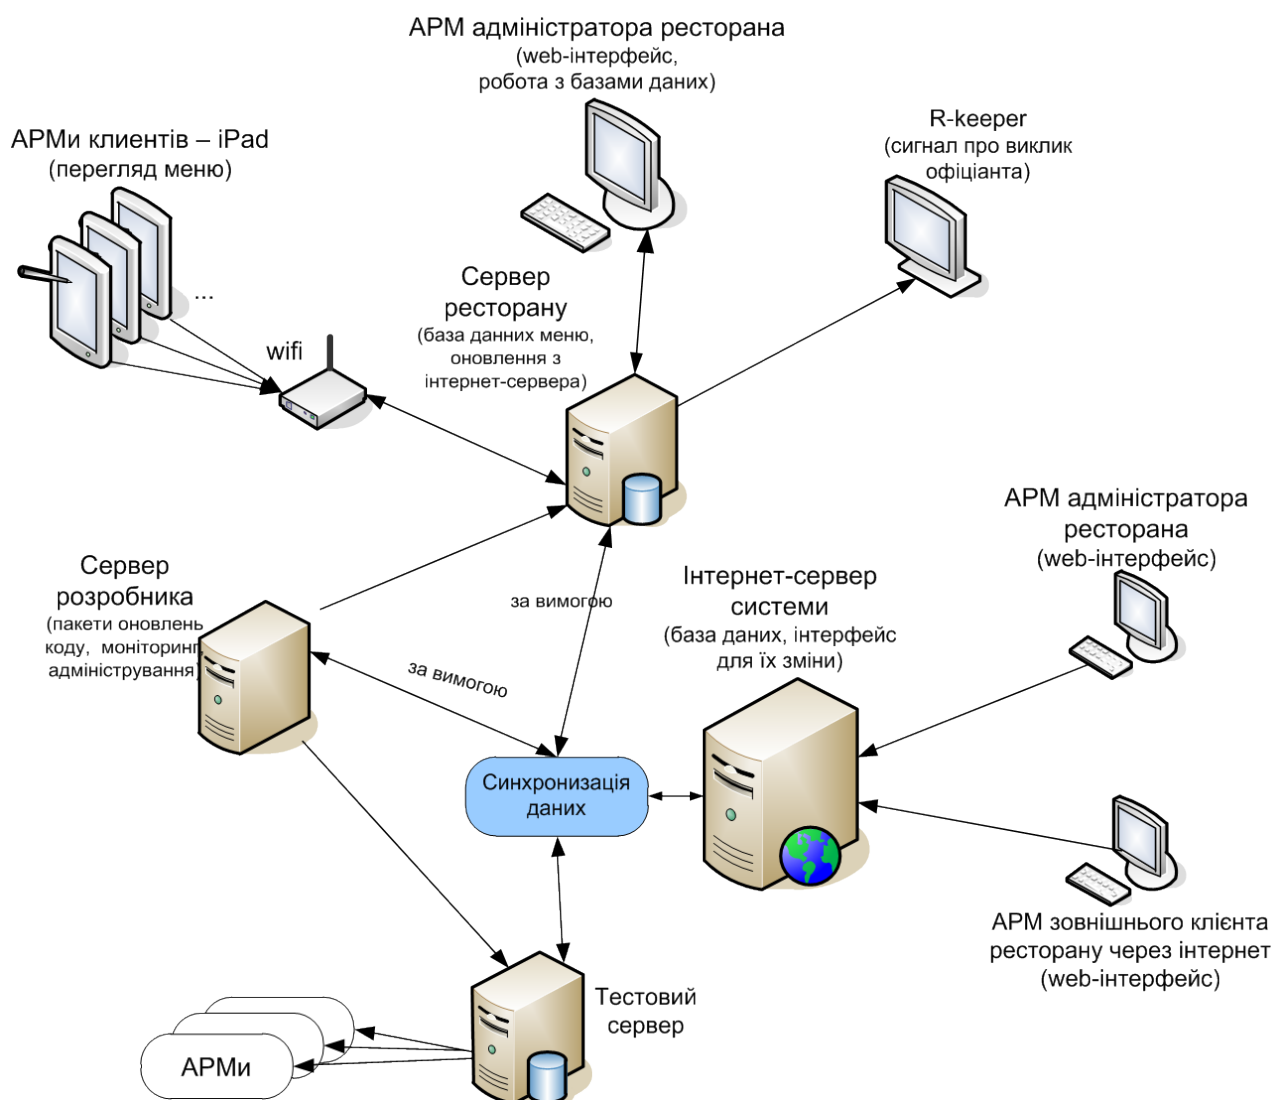 АРМ адміністратора ресторана
(web-інтерфейс,
робота з базами даних)
R-keeper
(сигнал про виклик
офіціанта)
АРМи клиентів – iPad
(перегляд меню)
...
wifi
Сервер
ресторану
(база данних меню,
оновлення з
інтернет-сервера)
АРМ адміністратора
ресторана
(web-інтерфейс)
Сервер
розробника
(пакети оновлень
коду, моніторинг,
адміністрування)
за вимогою
за вимогою
Інтернет-сервер
системи
(база даних, інтерфейс
для їх зміни)
Синхронизація
даних
АРМ зовнішнього клієнта
ресторану через інтернет
(web-інтерфейс)
Тестовий
сервер
АРМи